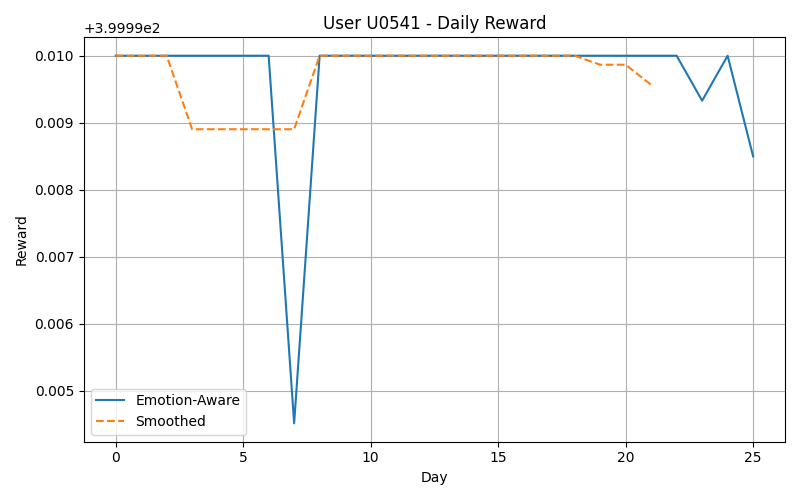 User U0541 - Daily Reward
+3.9999e2
0.010
0.009
0.008
0.007
0.006
0.005
Reward
Emotion-Aware
Smoothed
0 5 10 15 20 25
Day